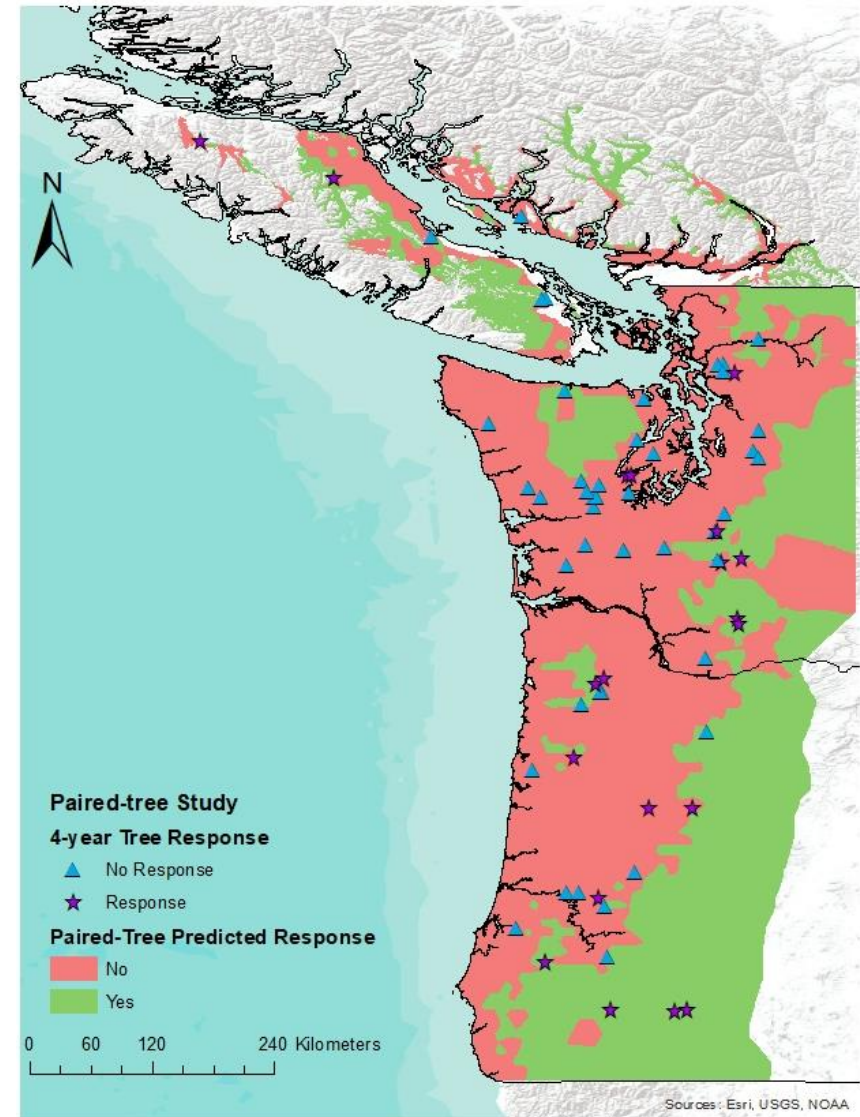 N
Paired-tree Study
4-year Tree Response
No Response
Response
Paired-Tree Predicted Response
No
Yes
0 60 120 240 Kilometers
Sources: Esri, USGS, NOAA